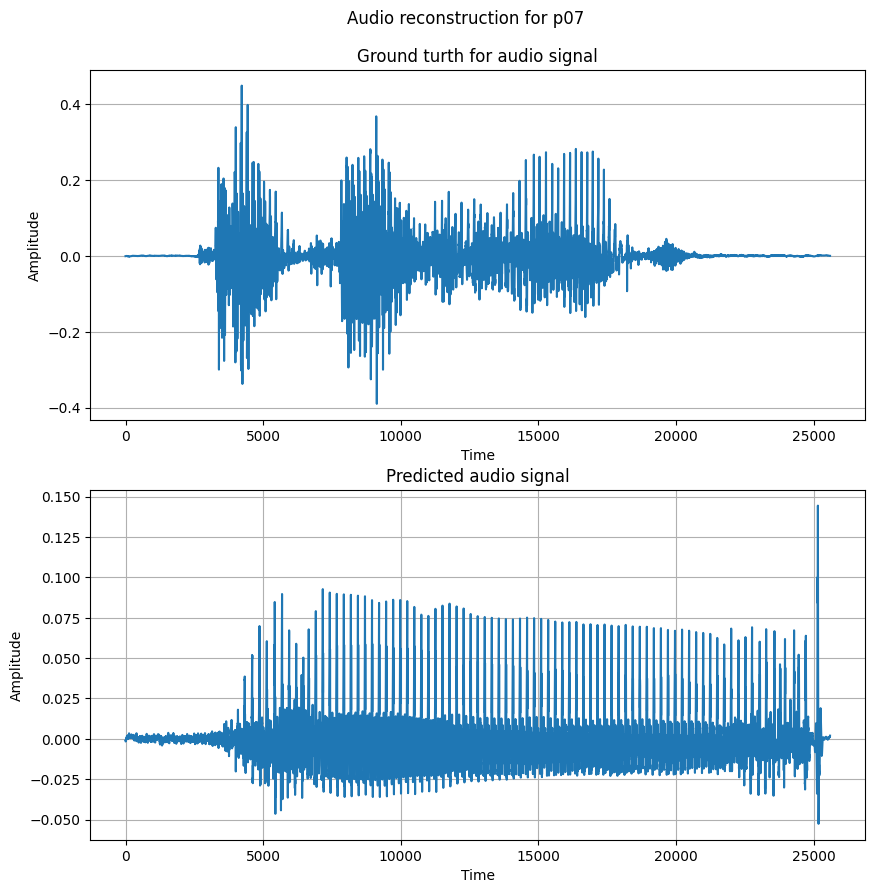 Audio reconstruction for p07
Ground turth for audio signal
0.4
0.2
0.0
−0.2
−0.4
Amplitude
0 5000 10000 15000 20000 25000
Time
Predicted audio signal
0.150
0.125
0.100
0.075
0.050
0.025
0.000
−0.025
−0.050
Amplitude
0 5000 10000 15000 20000 25000
Time